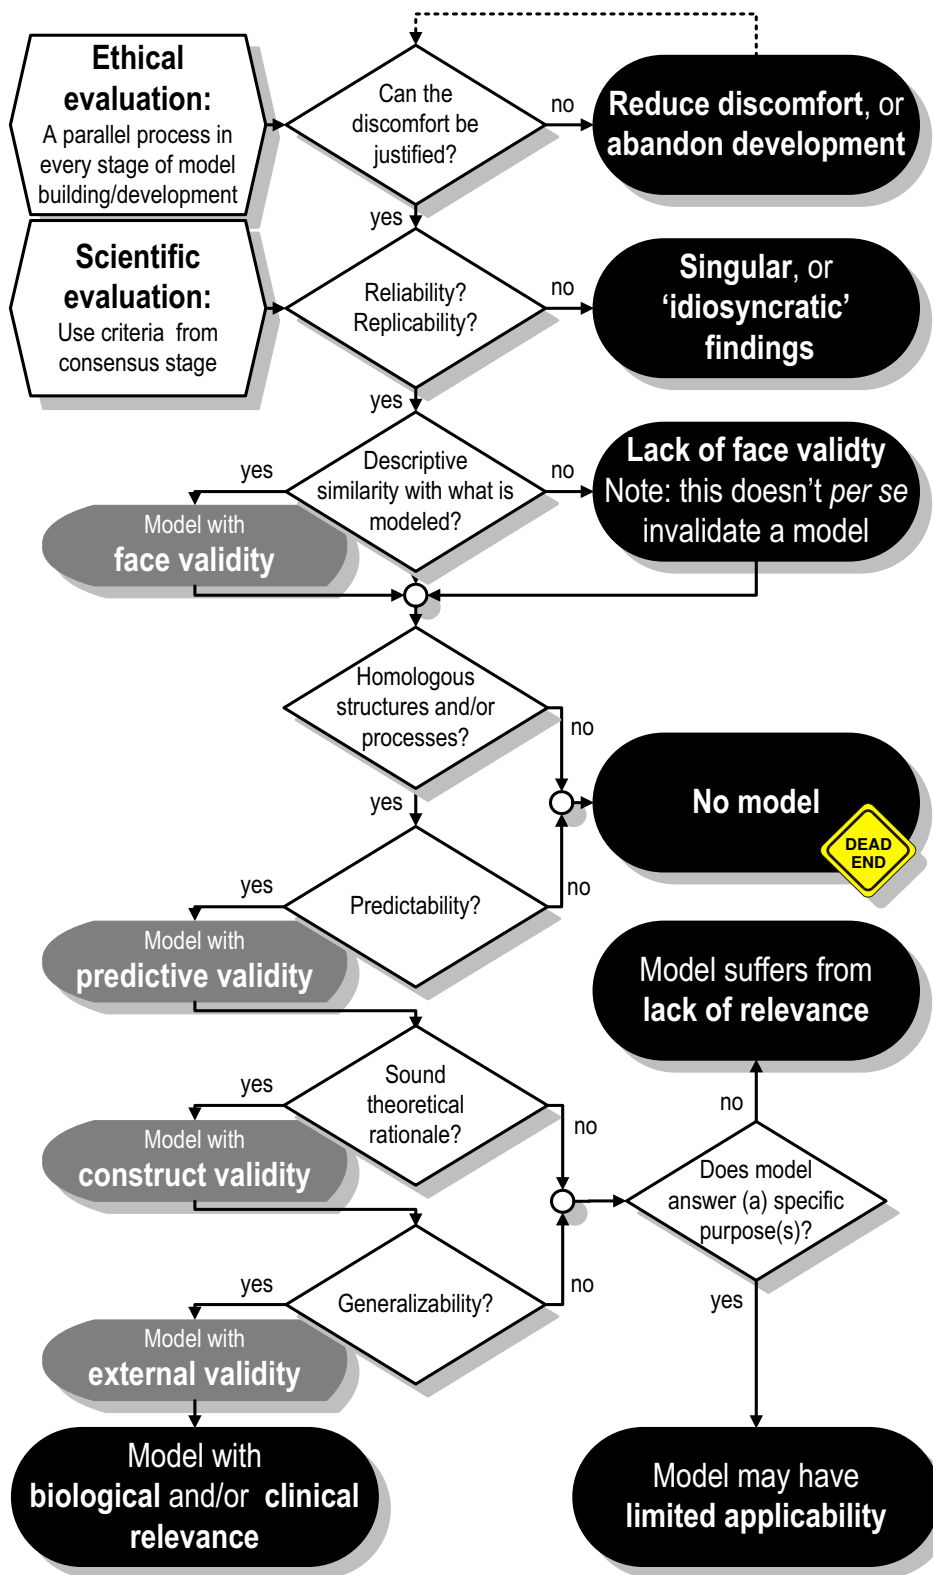 Ethical
evaluation:
A parallel process in
every stage of model
building/development
Can the
discomfort be
justified?
no
Reduce discomfort, or
abandon development
yes
Scientific
evaluation:
Use criteria from
consensus stage
Reliability?
Replicability?
no
Singular, or
‘idiosyncratic’
findings
yes
Descriptive
similarity with what is
modeled?
yes
no
Model with
face validity
Lack of face validty
Note: this doesn’t per se
invalidate a model
Homologous
structures and/or
processes?
no
yes
No model
DEAD
END
Predictability?
yes
no
Model with
predictive validity
Model suffers from
lack of relevance
Sound
theoretical
rationale?
yes
no
no
Model with
construct validity
Does model
answer (a) specific
purpose(s)?
Generalizability?
yes
no
yes
Model with
external validity
Model with
biological and/or clinical
relevance
Model may have
limited applicability